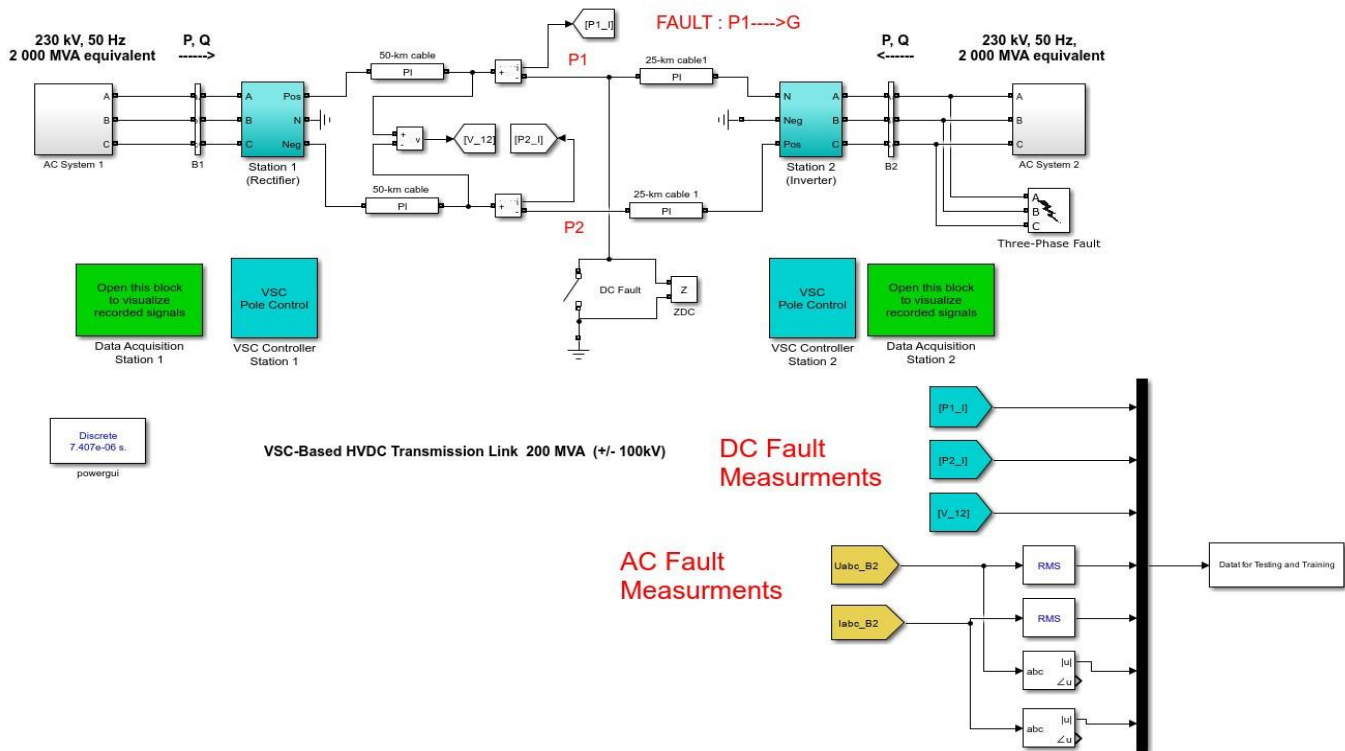 FAULT : P1---->G
230 kV, 50 Hz
2 000 MVA equivalent
P, Q
------>
50-km cable
PI
[P1_I]
P1
i
+
-
25-km cable1
PI
P, Q
<------
230 kV, 50 Hz,
2 000 MVA equivalent
A
B
C
AC System 1
B1
A
B
C
Pos
N
Neg
Station 1
(Rectifier)
+
-
v
[V_12]
[P2_I]
N
Neg
Pos
A
B
C
Station 2
(Inverter)
B2
A
B
C
AC System 2
50-km cable
PI
i
+
-
P2
25-km cable 1
PI
A
B
C
Three-Phase Fault
Open this block
to visualize
recorded signals
Data Acquisition
Station 1
VSC
Pole Control
VSC Controller
Station 1
DC Fault
Z
ZDC
VSC
Pole Control
VSC Controller
Station 2
Open this block
to visualize
recorded signals
Data Acquisition
Station 2
Discrete
7.407e-06 s.
powergui
VSC-Based HVDC Transmission Link 200 MVA (+/- 100kV)
DC Fault
Measurments
[P1_I]
[P2_I]
[V_12]
AC Fault
Measurments
Uabc_B2
RMS
Iabc_B2
RMS
abc
|u|
∠u
abc
|u|
∠u
Datat for Testing and Training